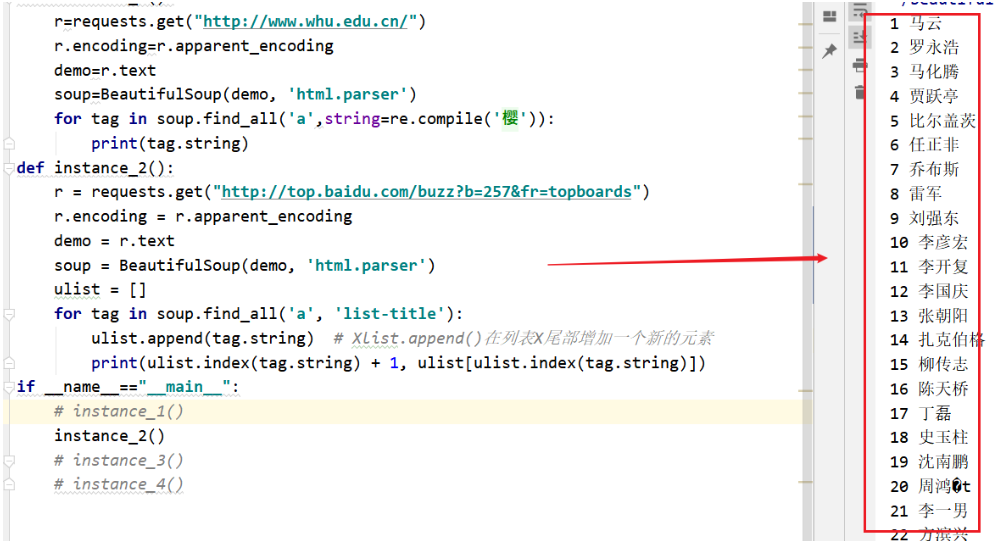 r=requests.get("http://www.whu.edu.cn/")
r.encoding=r.apparent_encoding
demo=r.text
soup=BeautifulSoup(demo, 'html.parser')
for tag in soup.find_all('a',string=re.compile('樱')):
print(tag.string)
def instance_2():
r = requests.get("http://top.baidu.com/buzz?b=257&fr=topboards")
r.encoding = r.apparent_encoding
demo = r.text
soup = BeautifulSoup(demo, 'html.parser')
ulist = []
for tag in soup.find_all('a', 'list-title'):
ulist.append(tag.string)  # XList.append()在列表X尾部增加一个新的元素
print(ulist.index(tag.string) + 1, ulist[ulist.index(tag.string)])
if __name__=="__main__":
# instance_1()
instance_2()
# instance_3()
# instance_4()
1 马云
2 罗永浩
3 马化腾
4 贾跃亭
5 比尔盖茨
6 任正非
7 乔布斯
8 雷军
9 刘强东
10 李彦宏
11 李开复
12 李国庆
13 张朝阳
14 扎克伯格
15 柳传志
16 陈天桥
17 丁磊
18 史玉柱
19 沈南鹏
20 周鸿�t
21 李一男
22 方滨兴